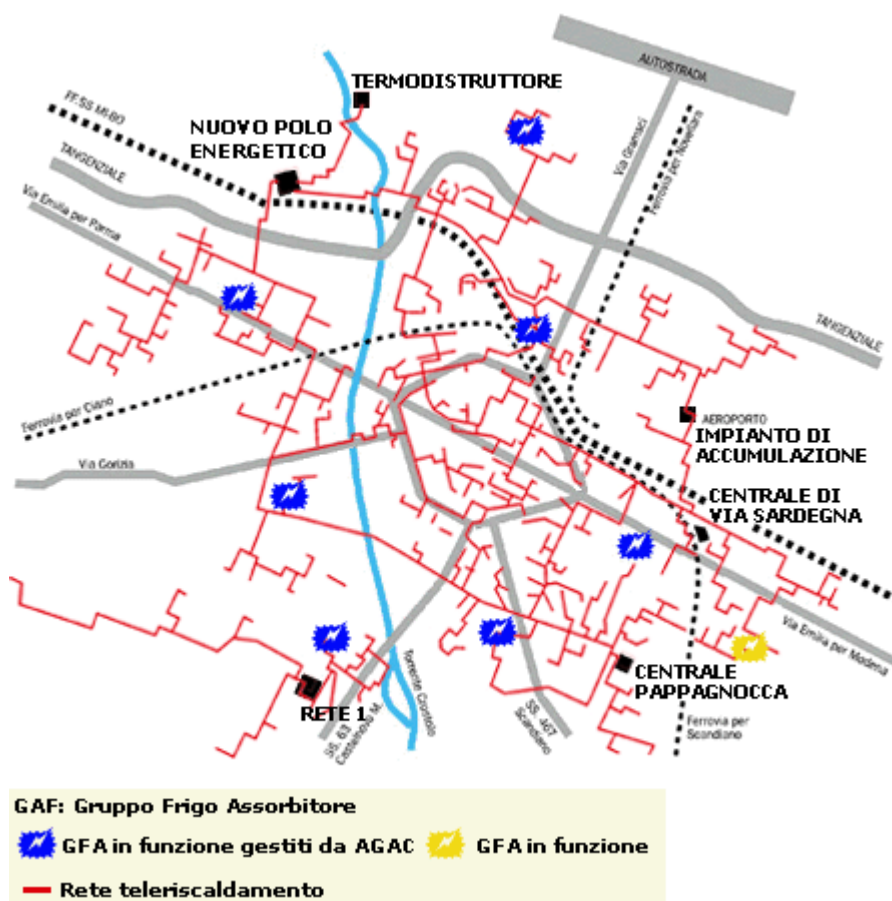 AUTOSTRADA
TERMODISTRUTTORE
FF.SS MI-BO
NUOVO POLO
ENERGETICO
Via Gramsci
Ferrovia per Novellara
TANGENZIALE
Via Emilia per Parma
TANGENZIALE
Ferrovia per Ciano
AEROPORTO
IMPIANTO DI
ACCUMULAZIONE
Via Gorizia
CENTRALE DI
VIA SARDEGNA
Via Emilia per Modena
CENTRALE
PAPPAGNOCCA
RETE 1
Torrente Crostolo
SS. 63
Castelnovo M.
SS. 467
Scandiano
Ferrovia per
Scandiano
GAF: Gruppo Frigo Assorbitore
GFA in funzione gestiti da AGAC
GFA in funzione
Rete teleriscaldamento